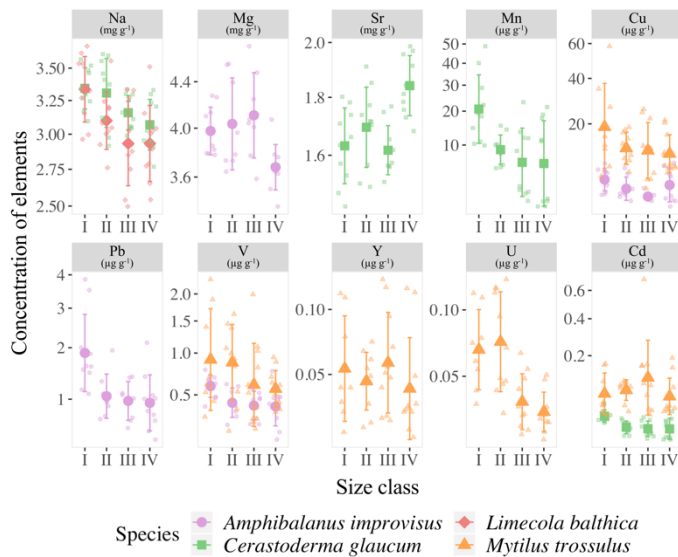 Na Mg Sr Mn Cu
(mg g⁻¹) (mg g⁻¹) (mg g⁻¹) (µg g⁻¹) (µg g⁻¹)
3.50
3.25
3.00
2.75
2.50
4.4
4.0
3.6
2.0
1.8
1.6
50
40
30
20
10
60
20
I II III IV I II III IV I II III IV I II III IV I II III IV
Concentration of elements
Pb V Y U Cd
(µg g⁻¹) (µg g⁻¹) (µg g⁻¹) (µg g⁻¹) (µg g⁻¹)
4
3
2
1
2.0
1.0
0.5
0.10
0.05
0.10
0.05
0.6
0.2
I II III IV I II III IV I II III IV I II III IV I II III IV
Size class
Species
Amphibalanus improvisus Limecola balthica
Cerastoderma glaucum Mytilus trossulus